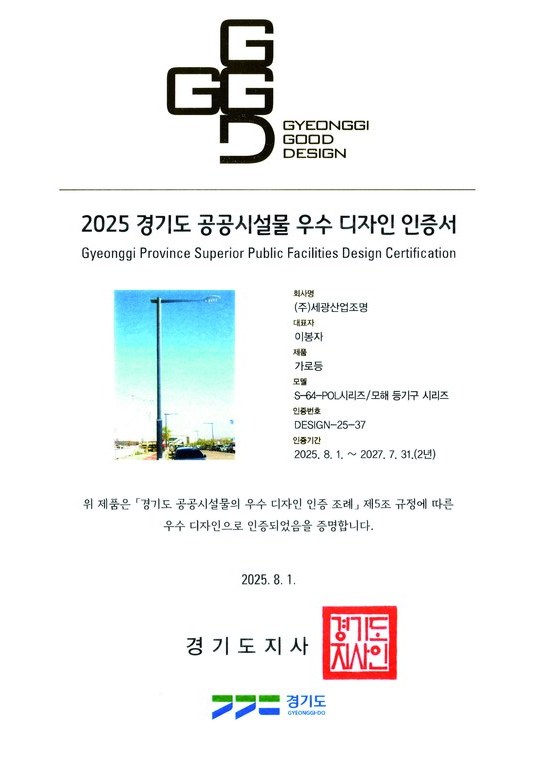 G
GG
D
GYEONGGI
GOOD
DESIGN
2025 경기도 공공시설물 우수 디자인 인증서
Gyeonggi Province Superior Public Facilities Design Certification
회사명
(주)세광산업조명
대표자
이봉자
제품
가로등
모델
S-64-POL시리즈/모해 등기구 시리즈
인증번호
DESIGN-25-37
인증기간
2025. 8. 1. ~ 2027. 7. 31.(2년)
위 제품은 「경기도 공공시설물의 우수 디자인 인증 조례」 제5조 규정에 따른
우수 디자인으로 인증되었음을 증명합니다.
2025. 8. 1.
경기도지사
경기도
지사인
경기도
GYEONGGI-DO